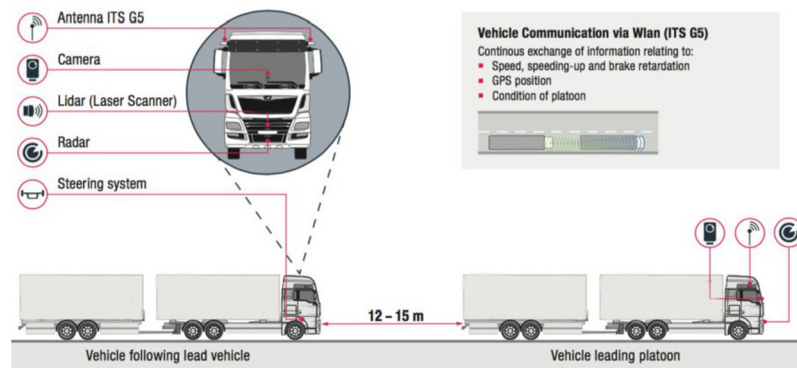 Antenna ITS G5
Camera
Lidar (Laser Scanner)
Radar
Steering system
Vehicle Communication via Wlan (ITS G5)
Continous exchange of information relating to:
Speed, speeding-up and brake retardation
GPS position
Condition of platoon
12 – 15 m
Vehicle following lead vehicle
Vehicle leading platoon